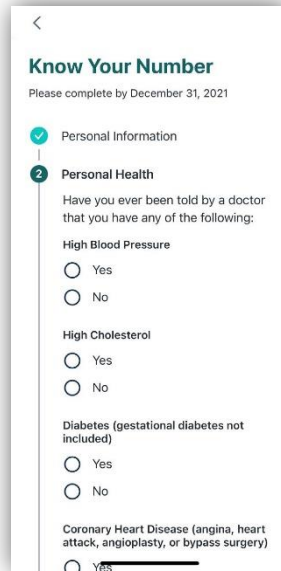 Know Your Number
Please complete by December 31, 2021
Personal Information
2 Personal Health
Have you ever been told by a doctor
that you have any of the following:
High Blood Pressure
Yes
No
High Cholesterol
Yes
No
Diabetes (gestational diabetes not
included)
Yes
No
Coronary Heart Disease (angina, heart
attack, angioplasty, or bypass surgery)
Yes